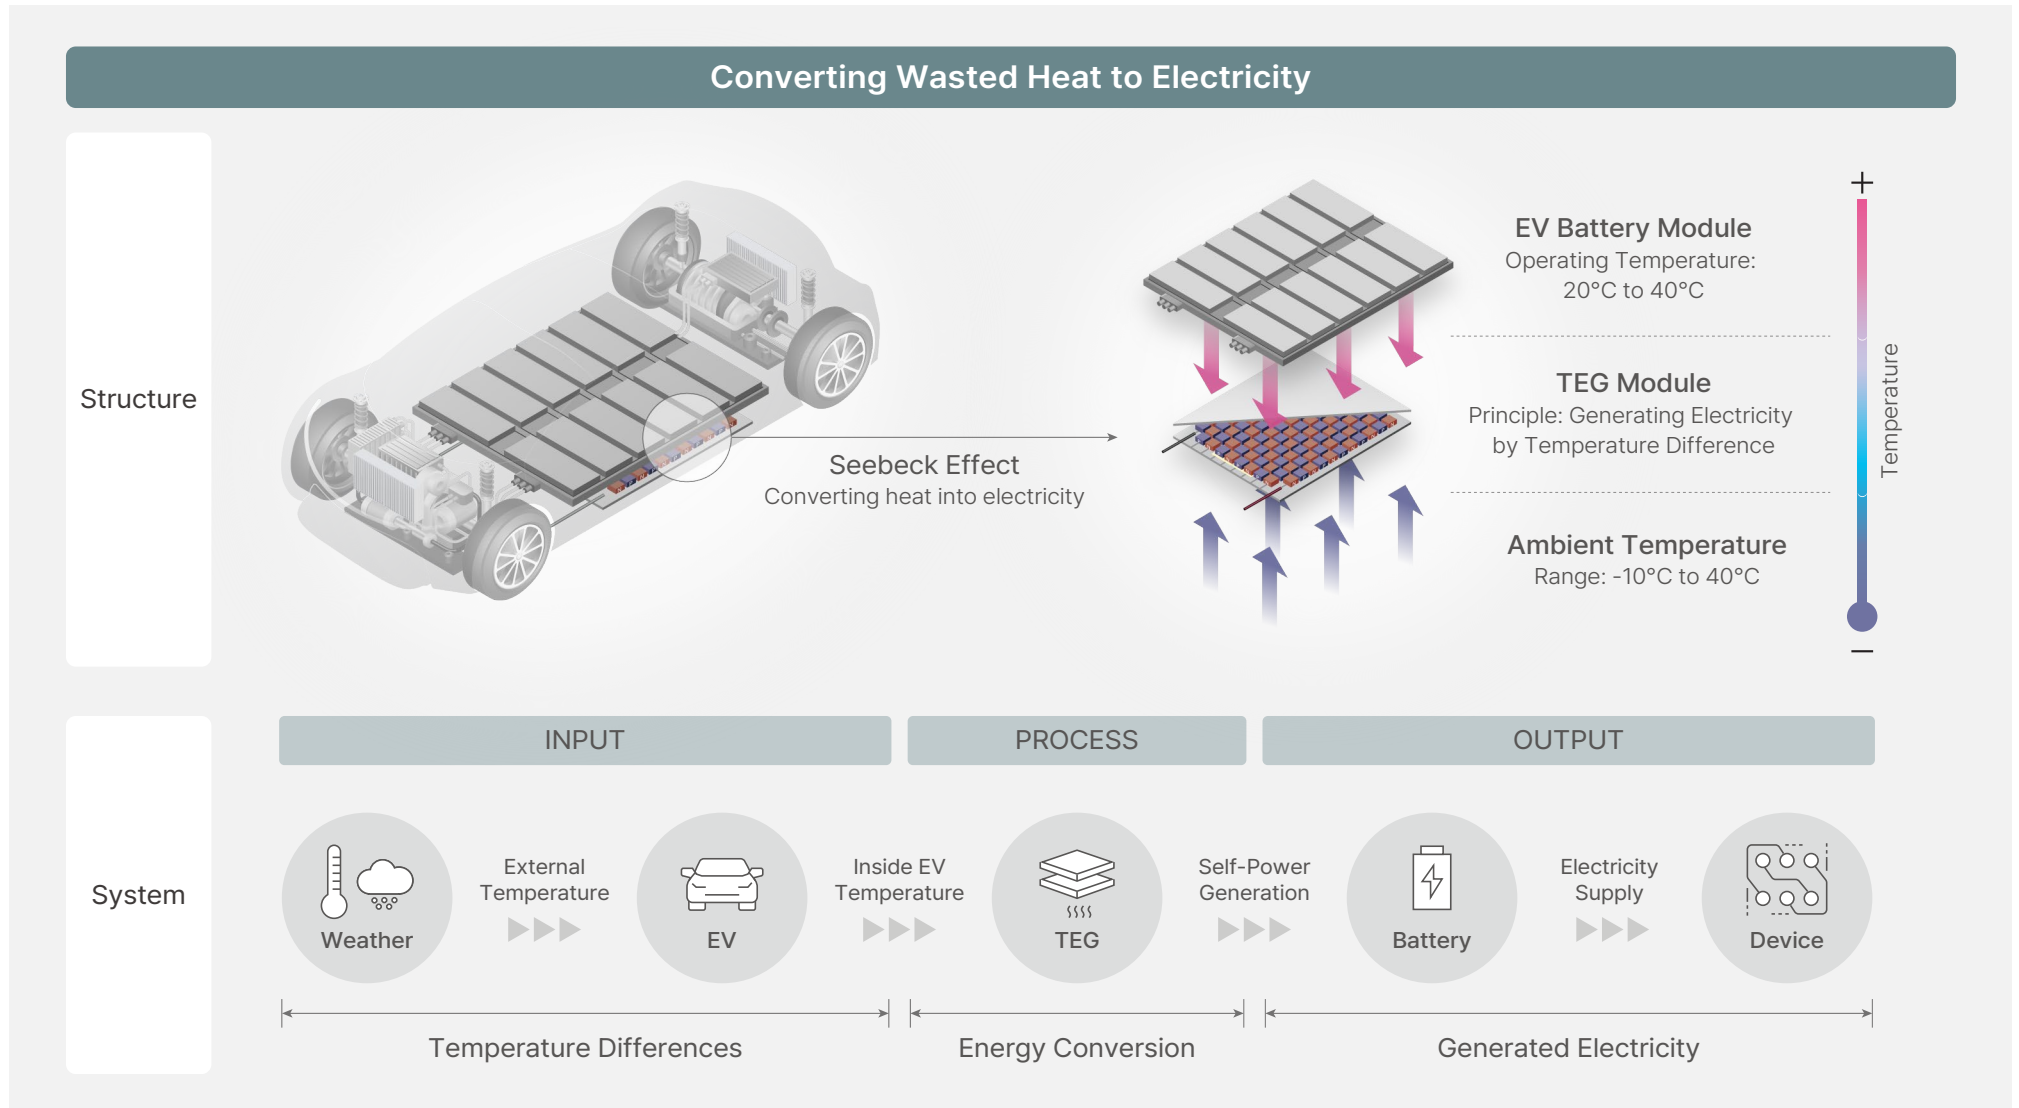 Converting Wasted Heat to Electricity
Structure
Seebeck Effect
Converting heat into electricity
+
EV Battery Module
Operating Temperature:
20°C to 40°C
TEG Module
Principle: Generating Electricity
by Temperature Difference
Ambient Temperature
Range: -10°C to 40°C
Temperature
−
System
INPUT
PROCESS
OUTPUT
Weather
External
Temperature
EV
Inside EV
Temperature
TEG
Self-Power
Generation
Battery
Electricity
Supply
Device
Temperature Differences
Energy Conversion
Generated Electricity